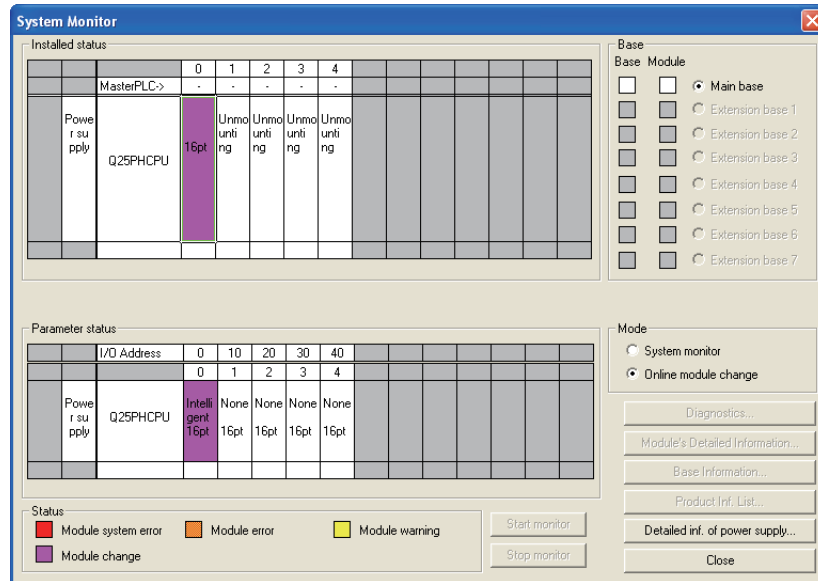 System Monitor
Installed status
0 1 2 3 4
MasterPLC-> - - - - -
Powe
r su
pply
Q25PHCPU
16pt
Unmo
unti
ng
Unmo
unti
ng
Unmo
unti
ng
Unmo
unti
ng
Base
Base Module
Main base
Extension base 1
Extension base 2
Extension base 3
Extension base 4
Extension base 5
Extension base 6
Extension base 7
Parameter status
I/O Address 0 10 20 30 40
0 1 2 3 4
Powe
r su
pply
Q25PHCPU
Intelli
gent
16pt
None
16pt
None
16pt
None
16pt
None
16pt
Mode
System monitor
Online module change
Diagnostics...
Module's Detailed Information...
Base Information...
Product Inf. List...
Detailed inf. of power supply...
Close
Status
Module system error
Module error
Module warning
Module change
Start monitor
Stop monitor